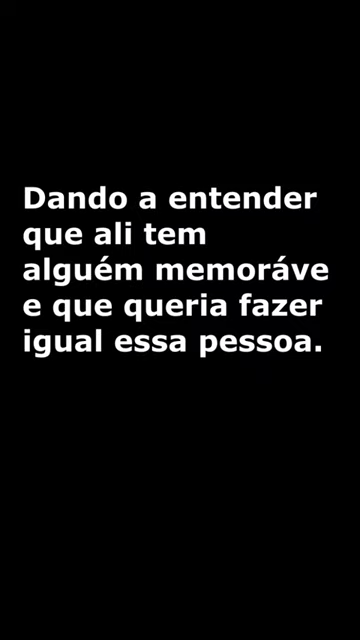 Dando a entender
que ali tem
alguém memoráve
e que queria fazer
igual essa pessoa.